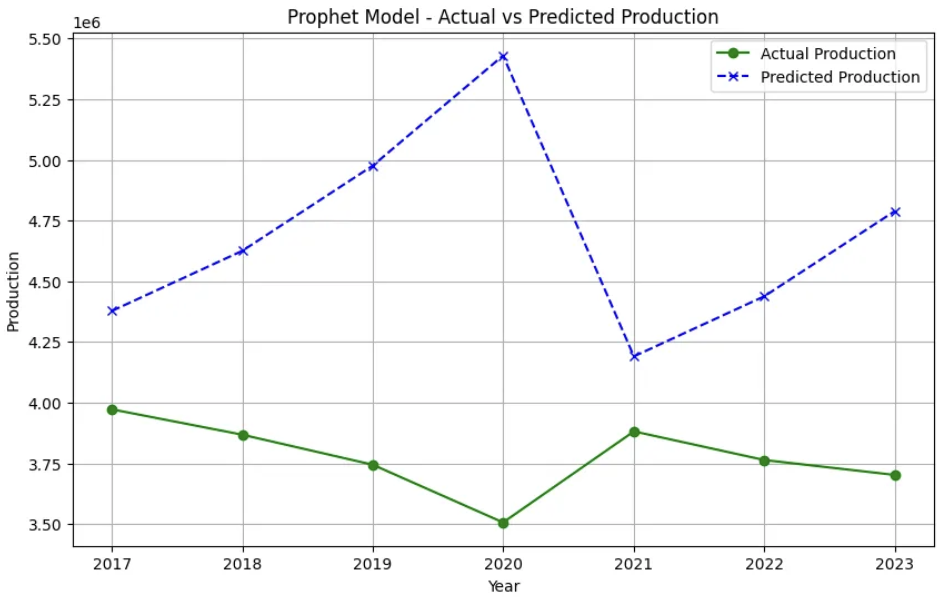 Prophet Model - Actual vs Predicted Production
1e6
5.50
5.25
5.00
4.75
4.50
4.25
4.00
3.75
3.50
Production
Actual Production
Predicted Production
2017 2018 2019 2020 2021 2022 2023
Year